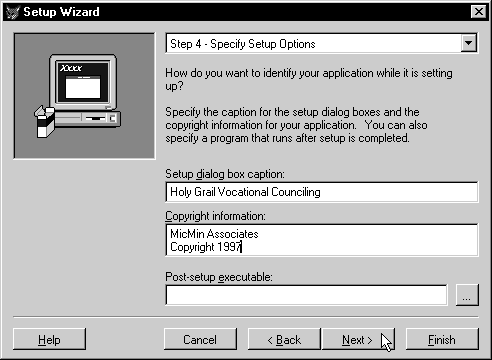 Setup Wizard
Xxxx
Step 4 - Specify Setup Options
How do you want to identify your application while it is setting
up?
Specify the caption for the setup dialog boxes and the
copyright information for your application. You can also
specify a program that runs after setup is completed.
Setup dialog box caption:
Holy Grail Vocational Counciling
Copyright information:
MicMin Associates
Copyright 1997
Post-setup executable:
...
Help
Cancel
< Back
Next >
Finish